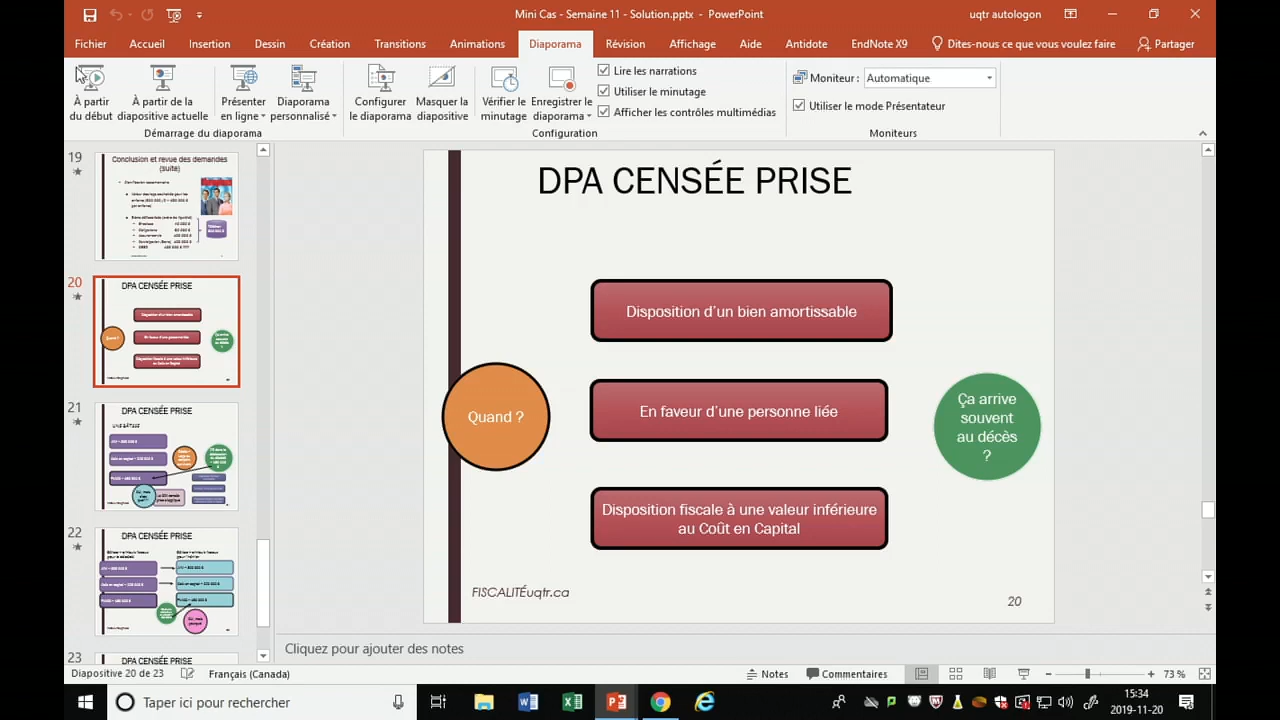 Mini Cas - Semaine 11 - Solution.pptx - PowerPoint
uqtr autologon
Fichier Accueil Insertion Dessin Création Transitions Animations Diaporama Révision Affichage Aide Antidote EndNote X9 Dites-nous ce que vous voulez faire Partager
À partir du début
À partir de la diapositive actuelle
Présenter en ligne
Diaporama personnalisé
Démarrage du diaporama
Configurer le diaporama
Masquer la diapositive
Vérifier le minutage
Enregistrer le diaporama
Lire les narrations
Utiliser le minutage
Afficher les contrôles multimédias
Configuration
Moniteur : Automatique
Utiliser le mode Présentateur
Moniteurs
19
Conclusion et revue des demandes
(suite)
20
DPA CENSÉE PRISE
Quand ?
21
DPA CENSÉE PRISE
22
DPA CENSÉE PRISE
23
DPA CENSÉE PRISE
DPA CENSÉE PRISE
Disposition d'un bien amortissable
Quand ?
En faveur d'une personne liée
Ça arrive
souvent
au décès
?
Disposition fiscale à une valeur inférieure
au Coût en Capital
FISCALITÉuqtr.ca
20
Cliquez pour ajouter des notes
Diapositive 20 de 23
Français (Canada)
Notes
Commentaires
73 %
Taper ici pour rechercher
15:34
2019-11-20